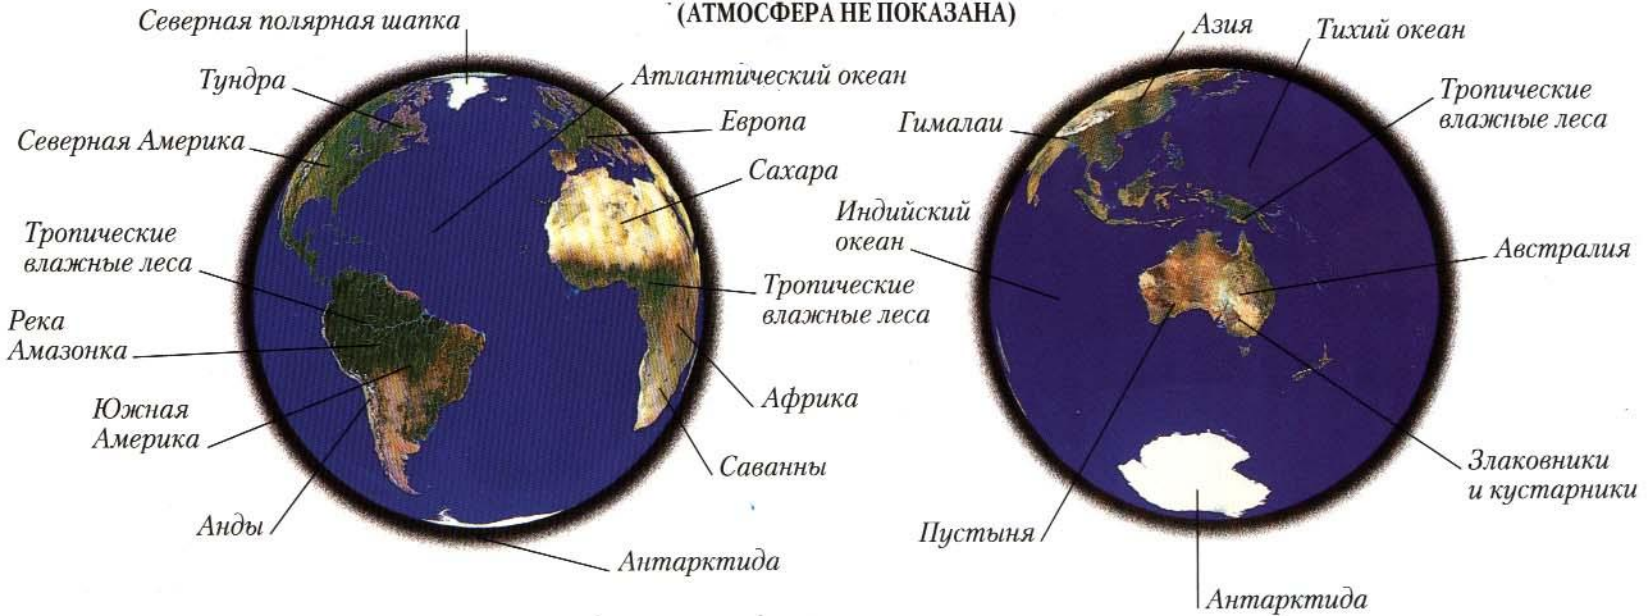 (АТМОСФЕРА НЕ ПОКАЗАНА)
Северная полярная шапка
Тундра
Северная Америка
Тропические
влажные леса
Река
Амазонка
Южная
Америка
Анды
Атлантический океан
Европа
Сахара
Тропические
влажные леса
Африка
Саванны
Антарктида
Азия
Тихий океан
Гималаи
Тропические
влажные леса
Индийский
океан
Австралия
Злаковники
и кустарники
Пустыня
Антарктида